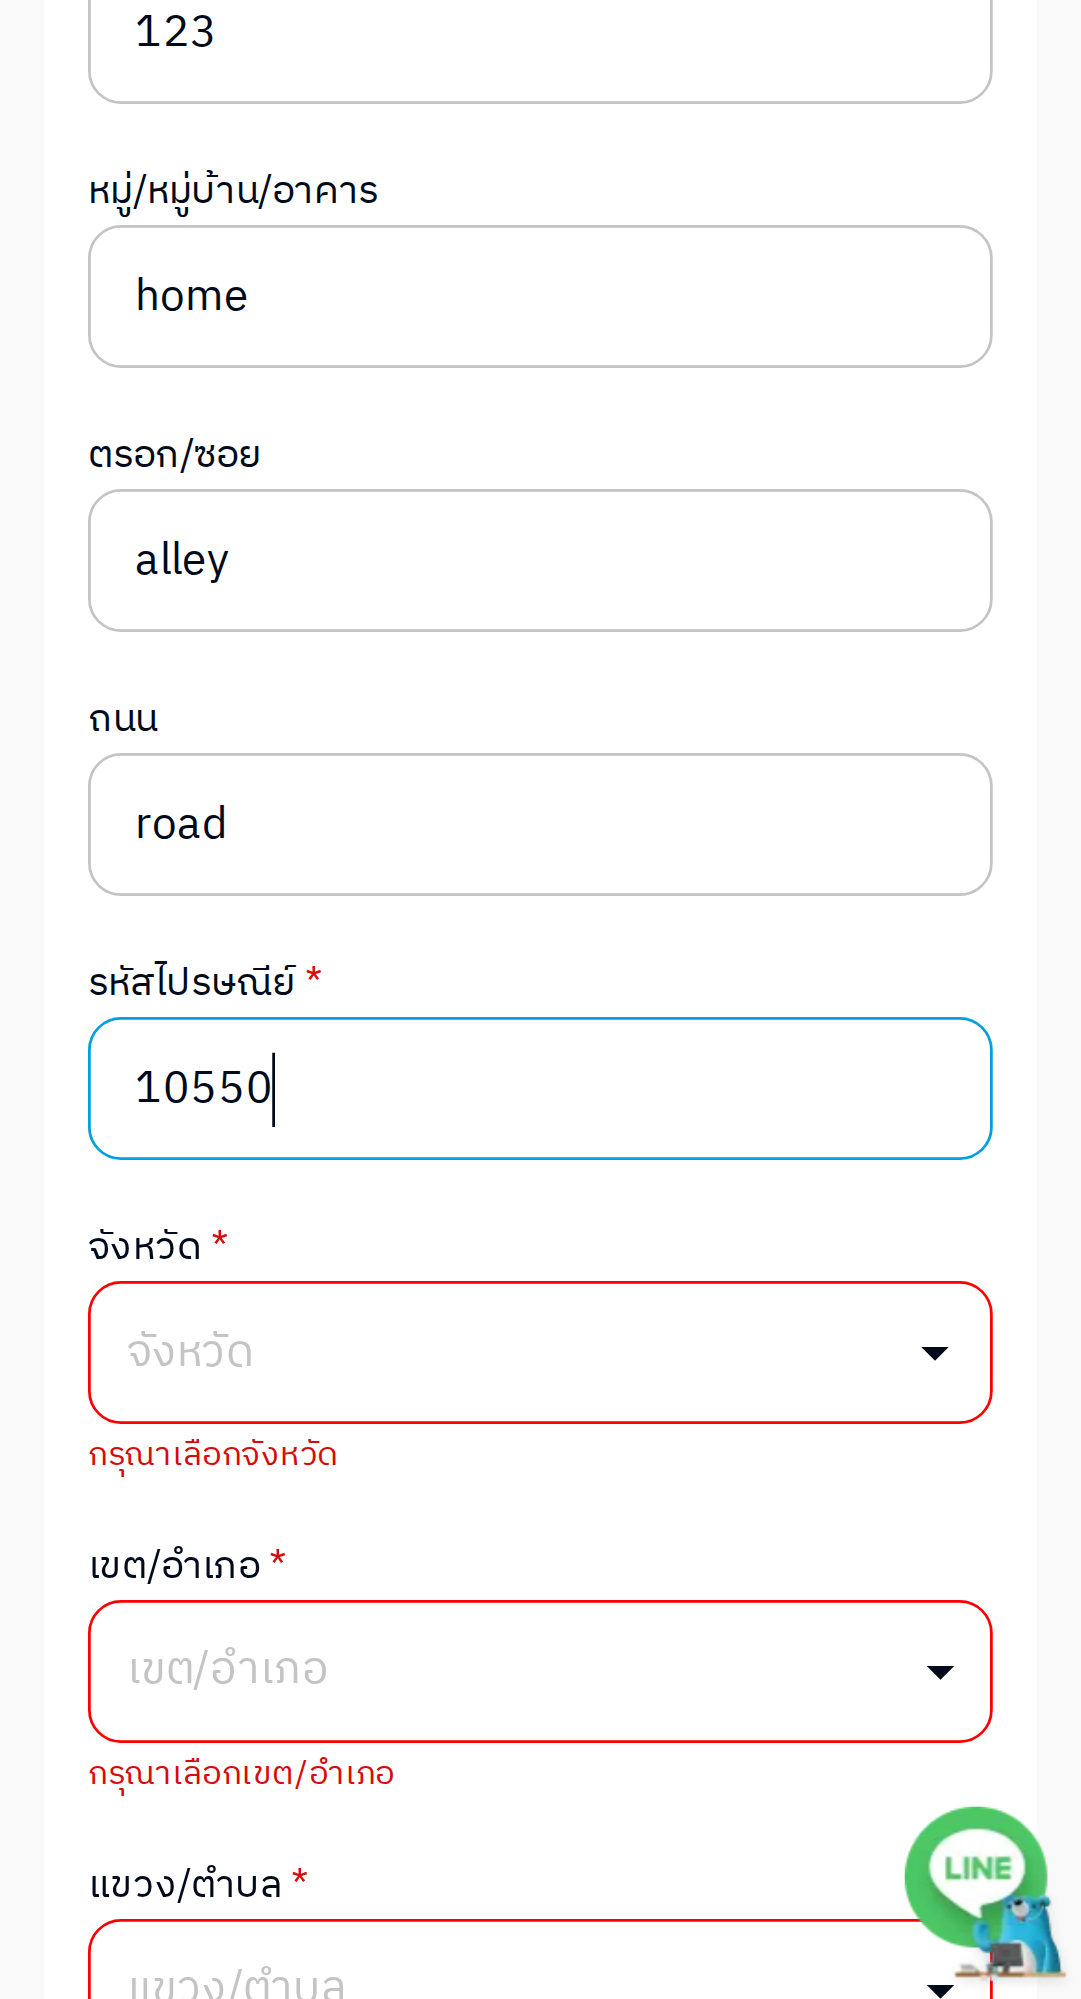 123
หมู่/หมู่บ้าน/อาคาร
home
ตรอก/ซอย
alley
ถนน
road
รหัสไปรษณีย์ *
10550
จังหวัด *
จังหวัด
กรุณาเลือกจังหวัด
เขต/อำเภอ *
เขต/อำเภอ
กรุณาเลือกเขต/อำเภอ
แขวง/ตำบล *
LINE
แขวง/ตำบล